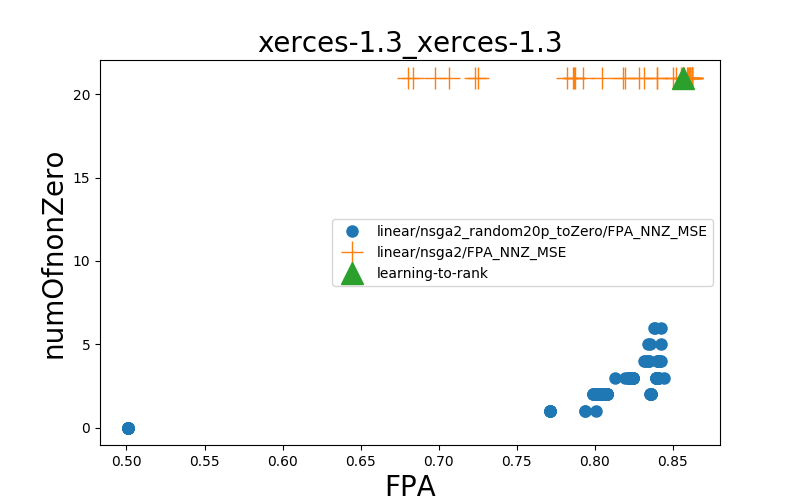 xerces-1.3_xerces-1.3
numOfnonZero
20
15
10
5
0
linear/nsga2_random20p_toZero/FPA_NNZ_MSE
linear/nsga2/FPA_NNZ_MSE
learning-to-rank
0.50 0.55 0.60 0.65 0.70 0.75 0.80 0.85
FPA